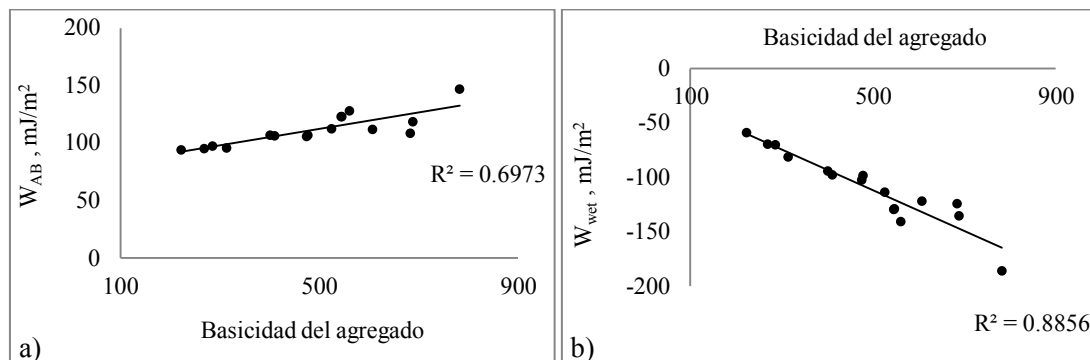 200
150
100
50
0
W_AB , mJ/m²
R² = 0.6973
100 500 900
Basicidad del agregado
a)
Basicidad del agregado
0
100 500 900
-50
-100
-150
-200
W_wet , mJ/m²
R² = 0.8856
b)